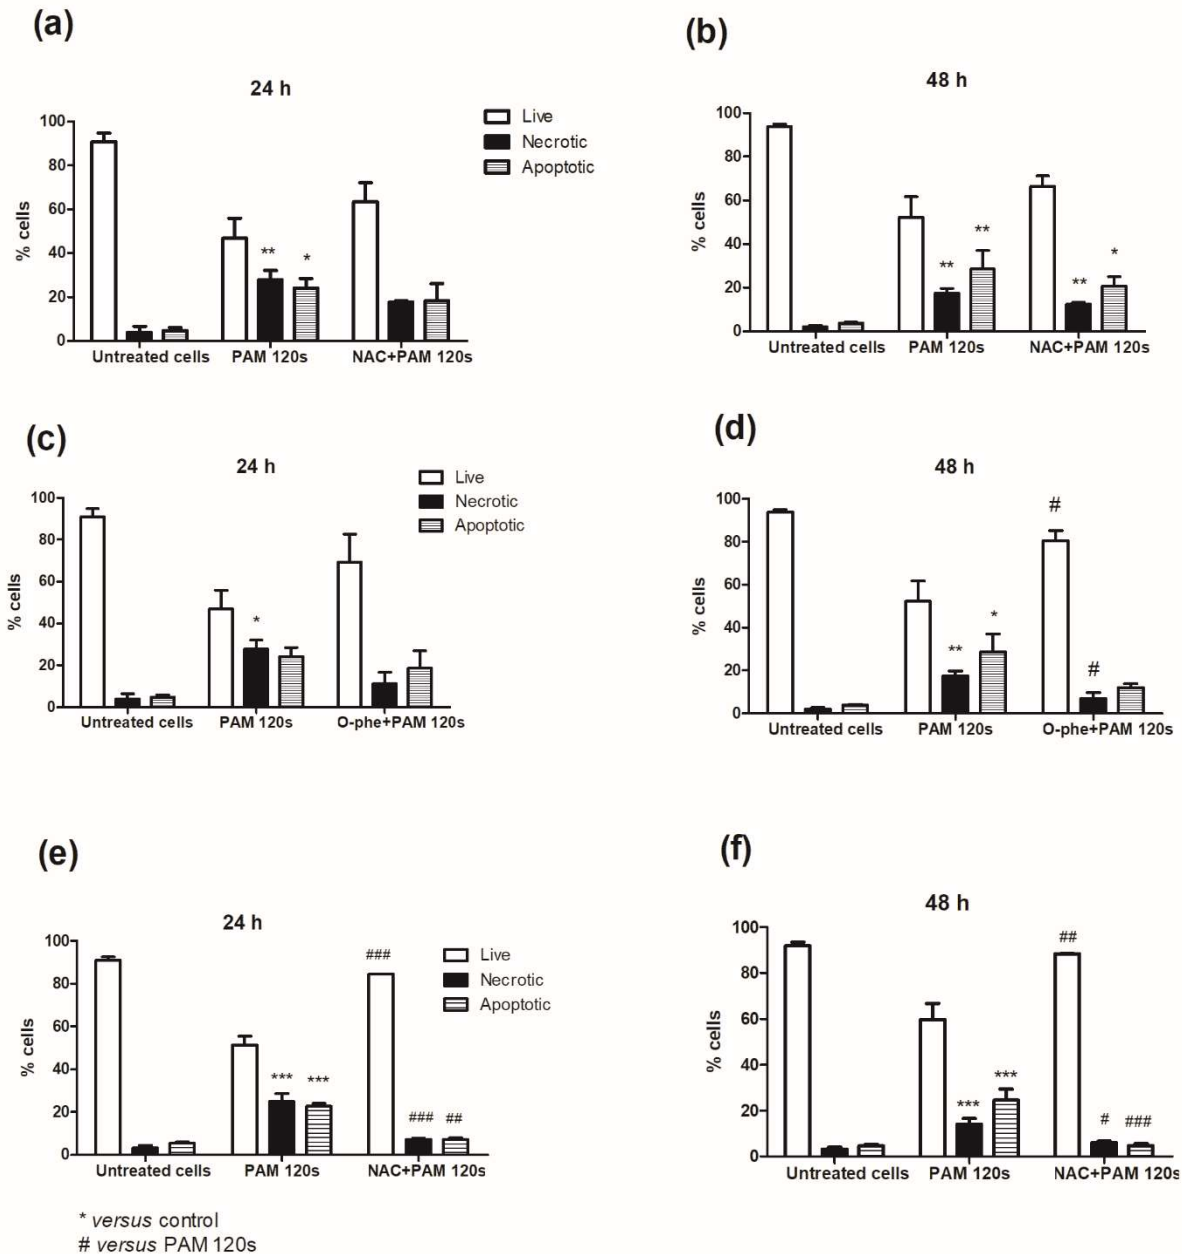 (a)
24 h
Live
Necrotic
Apoptotic
% cells
100
80
60
40
20
0
**
*
Untreated cells PAM 120s NAC+PAM 120s
(b)
48 h
% cells
100
80
60
40
20
0
**
**
**
*
Untreated cells PAM 120s NAC+PAM 120s
(c)
24 h
Live
Necrotic
Apoptotic
% cells
100
80
60
40
20
0
*
Untreated cells PAM 120s O-phe+PAM 120s
(d)
48 h
% cells
100
80
60
40
20
0
**
*
#
#
Untreated cells PAM 120s O-phe+PAM 120s
(e)
24 h
Live
Necrotic
Apoptotic
% cells
100
80
60
40
20
0
*** ***
###
### ##
Untreated cells PAM 120s NAC+PAM 120s
(f)
48 h
% cells
100
80
60
40
20
0
***
***
##
# ###
Untreated cells PAM 120s NAC+PAM 120s
* versus control
# versus PAM 120s